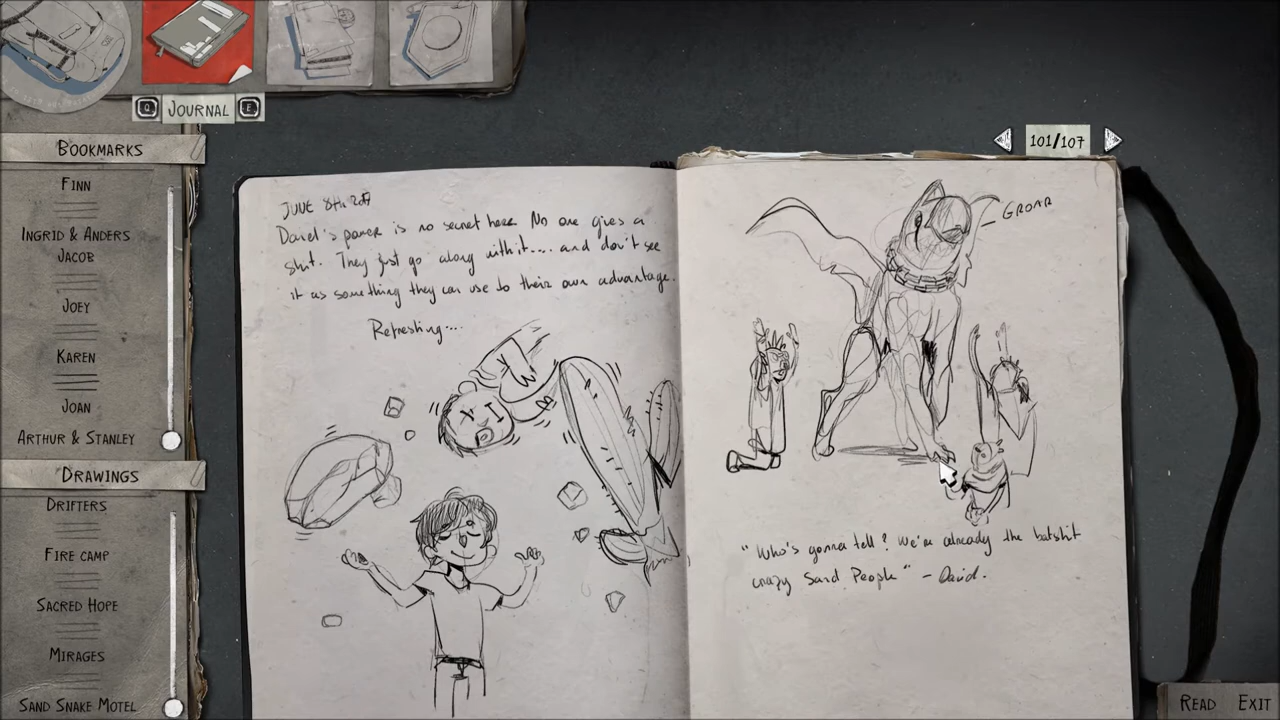 Q JOURNAL E
BOOKMARKS
FINN
INGRID & ANDERS
JACOB
JOEY
KAREN
JOAN
ARTHUR & STANLEY
DRAWINGS
DRIFTERS
FIRE CAMP
SACRED HOPE
MIRAGES
SAND SNAKE MOTEL
101/107
JUNE 8th
Daniel's power is no secret here. No one gives a
shit. They just go along with it.... and don't see
it as something they can use to their own advantage.
Refreshing...
"Who's gonna tell? We're already the batshit
crazy Sand People" - David.
READ EXIT